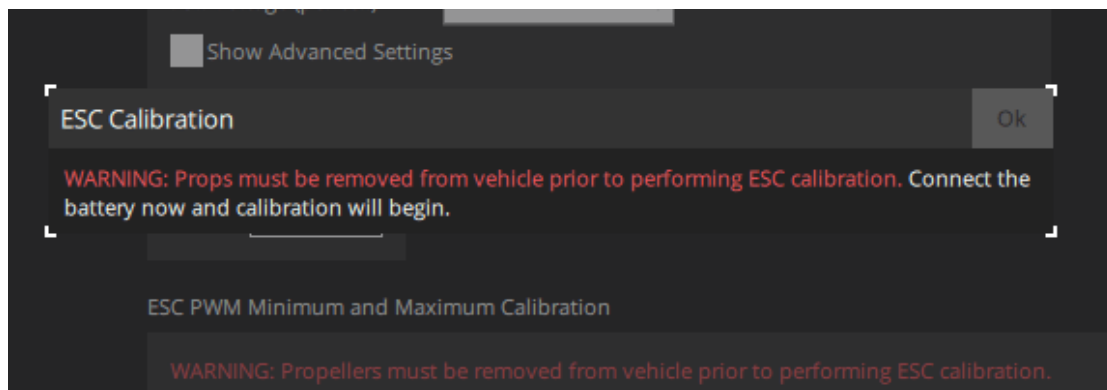 Show Advanced Settings
ESC Calibration
Ok
WARNING: Props must be removed from vehicle prior to performing ESC calibration. Connect the
battery now and calibration will begin.
ESC PWM Minimum and Maximum Calibration
WARNING: Propellers must be removed from vehicle prior to performing ESC calibration.